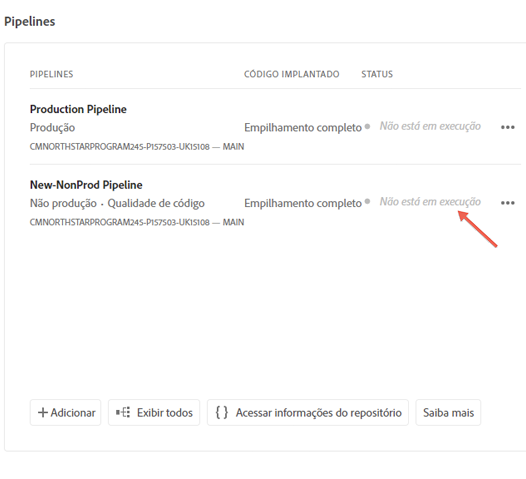 Pipelines
PIPELINES CÓDIGO IMPLANTADO STATUS
Production Pipeline
Produção Empilhamento completo Não está em execução
CMNORTHSTARPROGRAM245-P157503-UK15108 — MAIN
New-NonProd Pipeline
Não produção · Qualidade de código Empilhamento completo Não está em execução
CMNORTHSTARPROGRAM245-P157503-UK15108 — MAIN
Adicionar Exibir todos Acessar informações do repositório Saiba mais